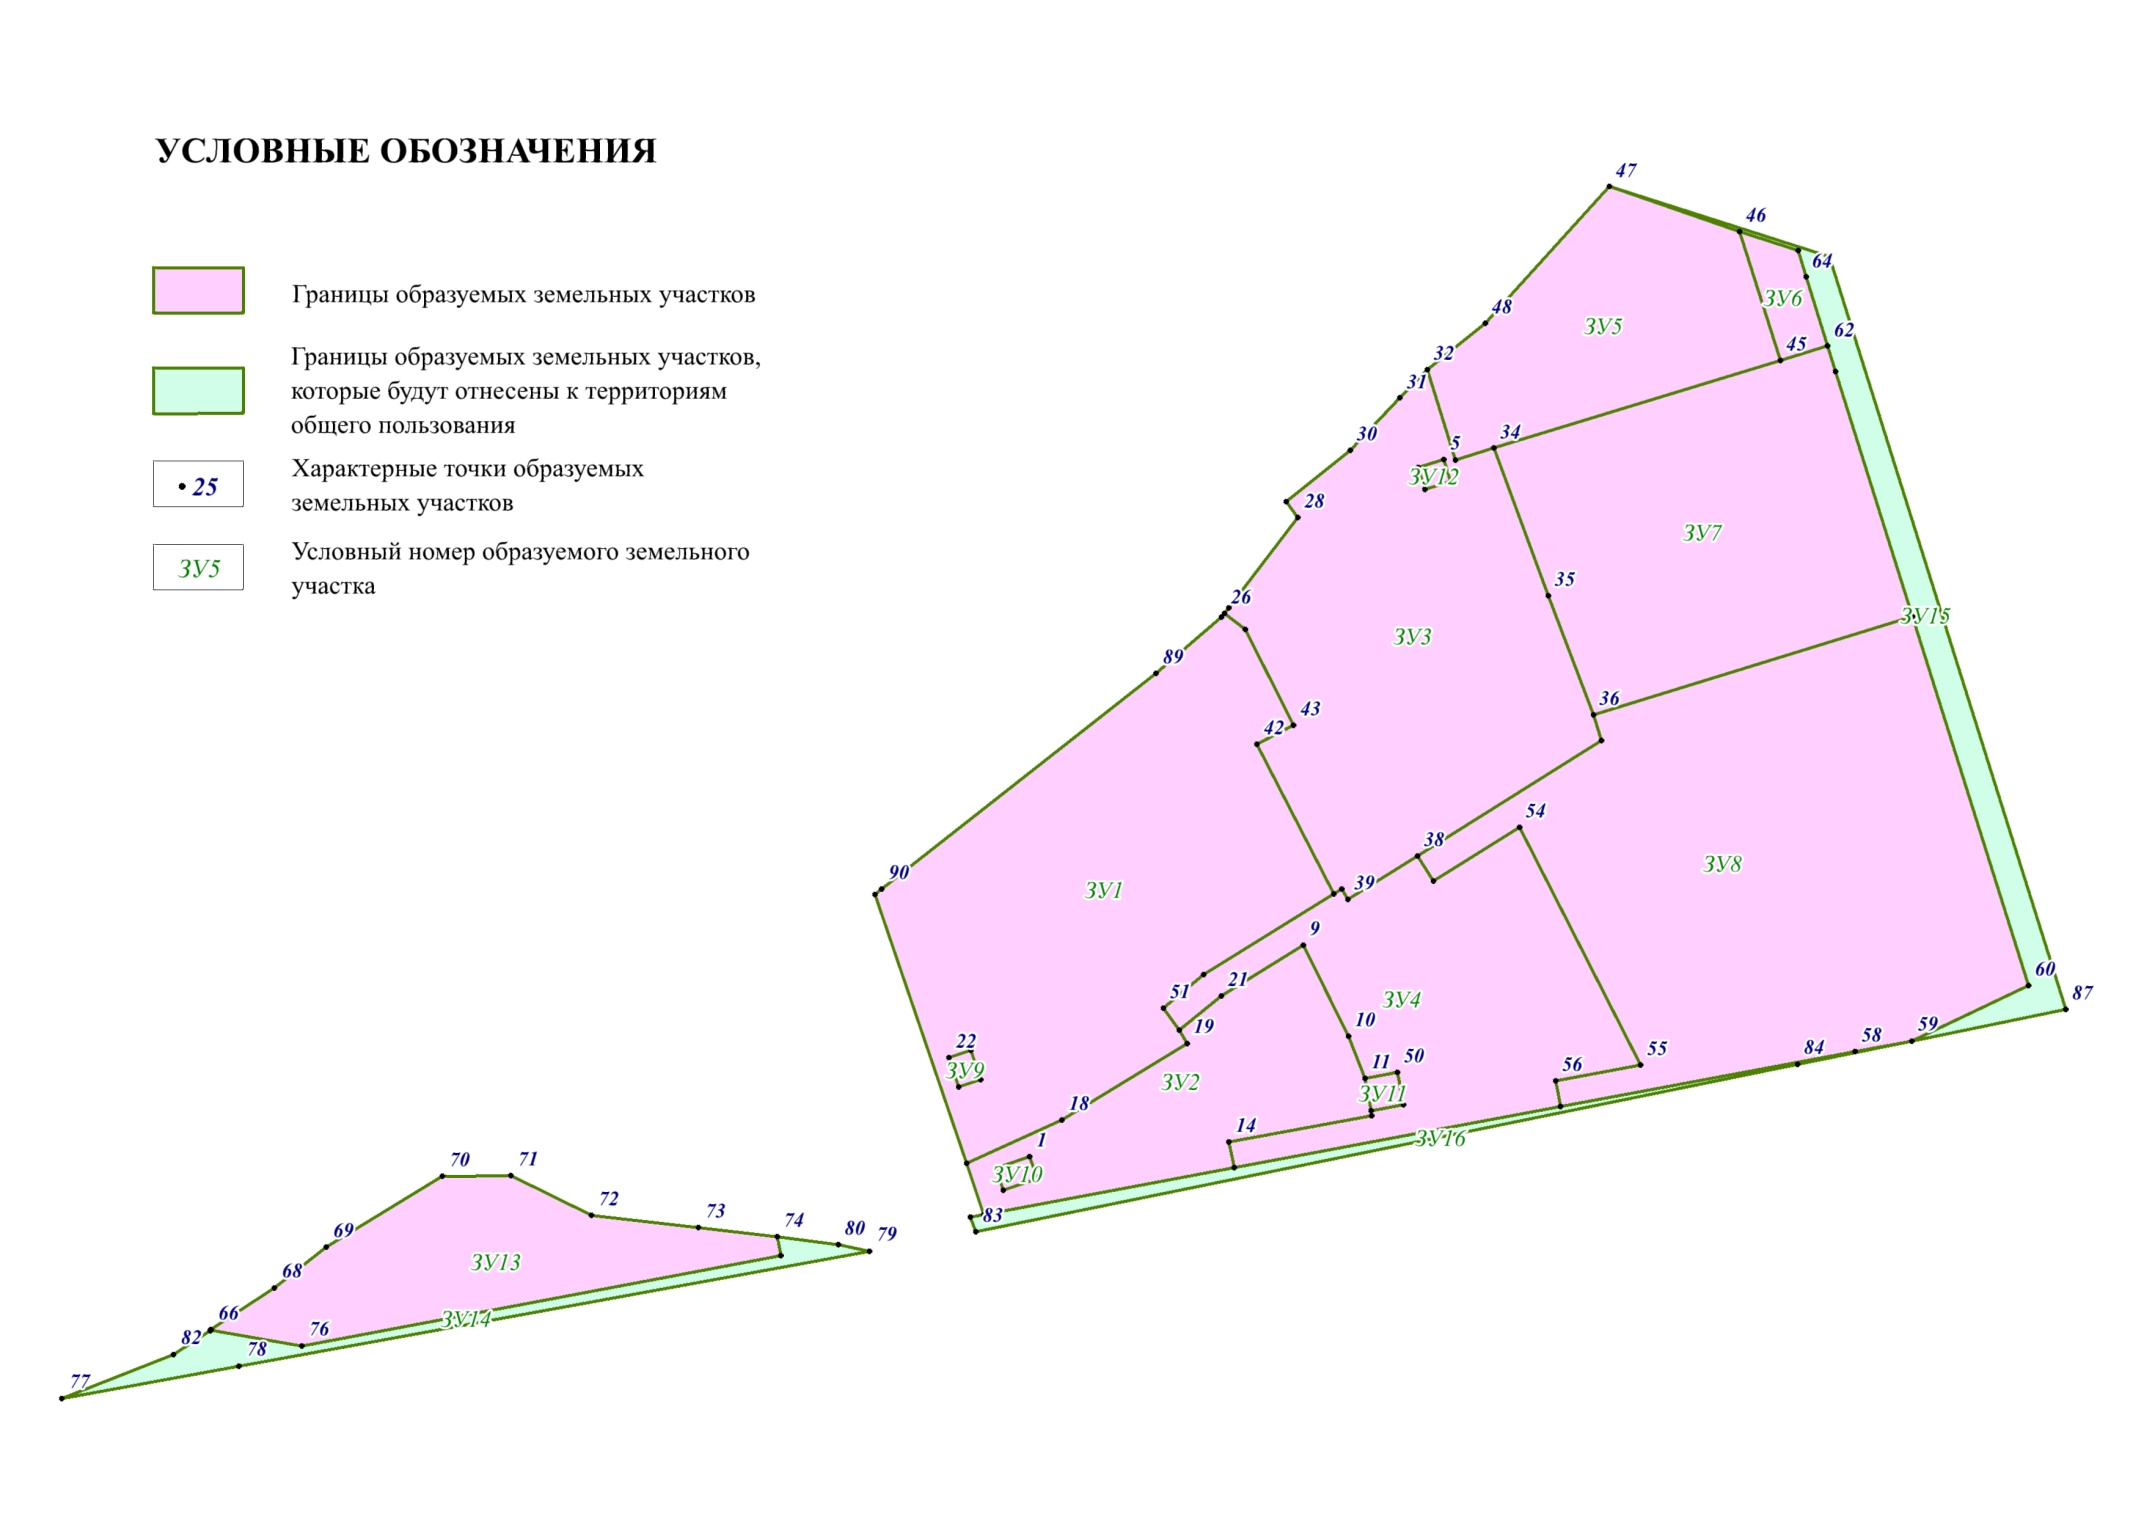 УСЛОВНЫЕ ОБОЗНАЧЕНИЯ
Границы образуемых земельных участков
Границы образуемых земельных участков,
которые будут отнесены к территориям
общего пользования
25
Характерные точки образуемых
земельных участков
ЗУ5
Условный номер образуемого земельного
участка
47
46
64
48
ЗУ6
ЗУ5
62
32
45
31
30
34
5
ЗУ12
28
ЗУ7
35
26
ЗУ15
ЗУ3
89
36
43
42
54
38
ЗУ8
90
39
ЗУ1
9
60
21
51
87
ЗУ4
19
10
59
58
22
84
55
11
50
ЗУ9
56
ЗУ2
ЗУ11
18
14
1
ЗУ16
ЗУ10
83
70
71
72
73
74
80
79
69
ЗУ13
68
66
ЗУ14
76
82
78
77